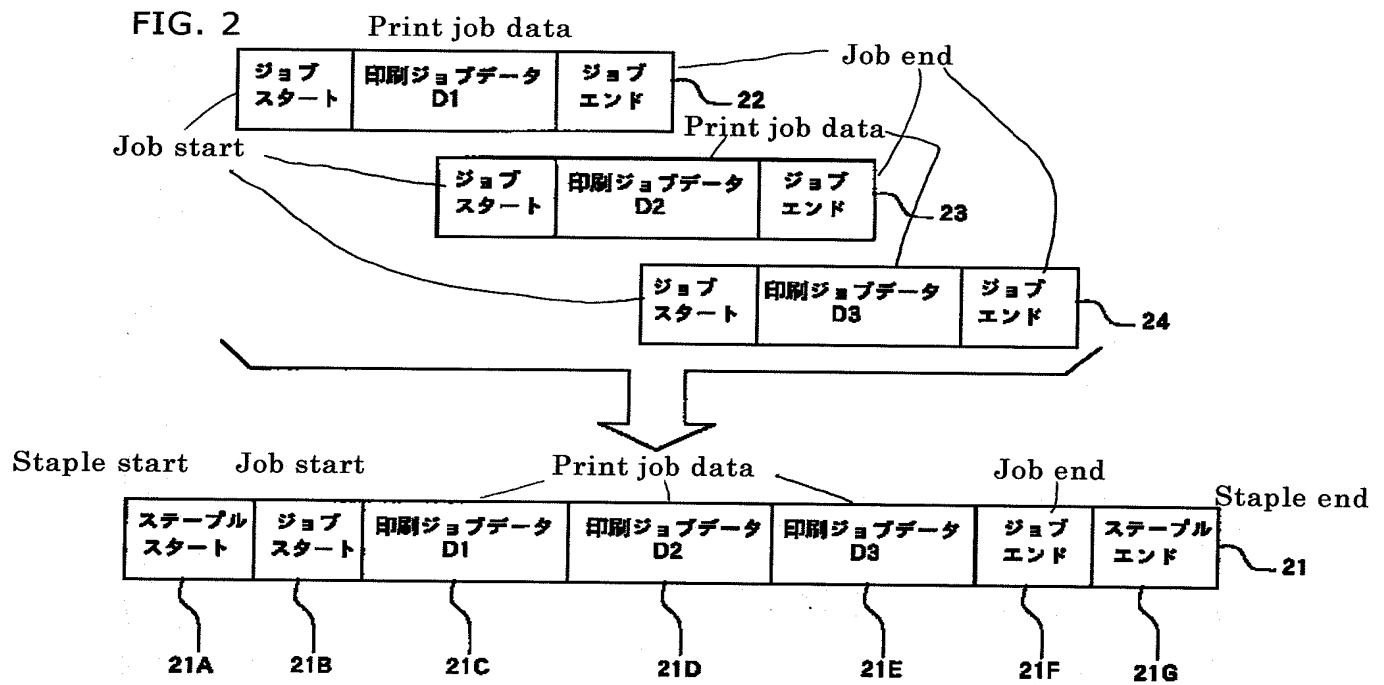 FIG. 2
Print job data
Job end
ジョブ
スタート
印刷ジョブデータ
D1
ジョブ
エンド
22
Print job data
Job start
ジョブ
スタート
印刷ジョブデータ
D2
ジョブ
エンド
23
ジョブ
スタート
印刷ジョブデータ
D3
ジョブ
エンド
24
Staple start
Job start
Print job data
Job end
Staple end
ステープル
スタート
ジョブ
スタート
印刷ジョブデータ
D1
印刷ジョブデータ
D2
印刷ジョブデータ
D3
ジョブ
エンド
ステープル
エンド
21
21A
21B
21C
21D
21E
21F
21G